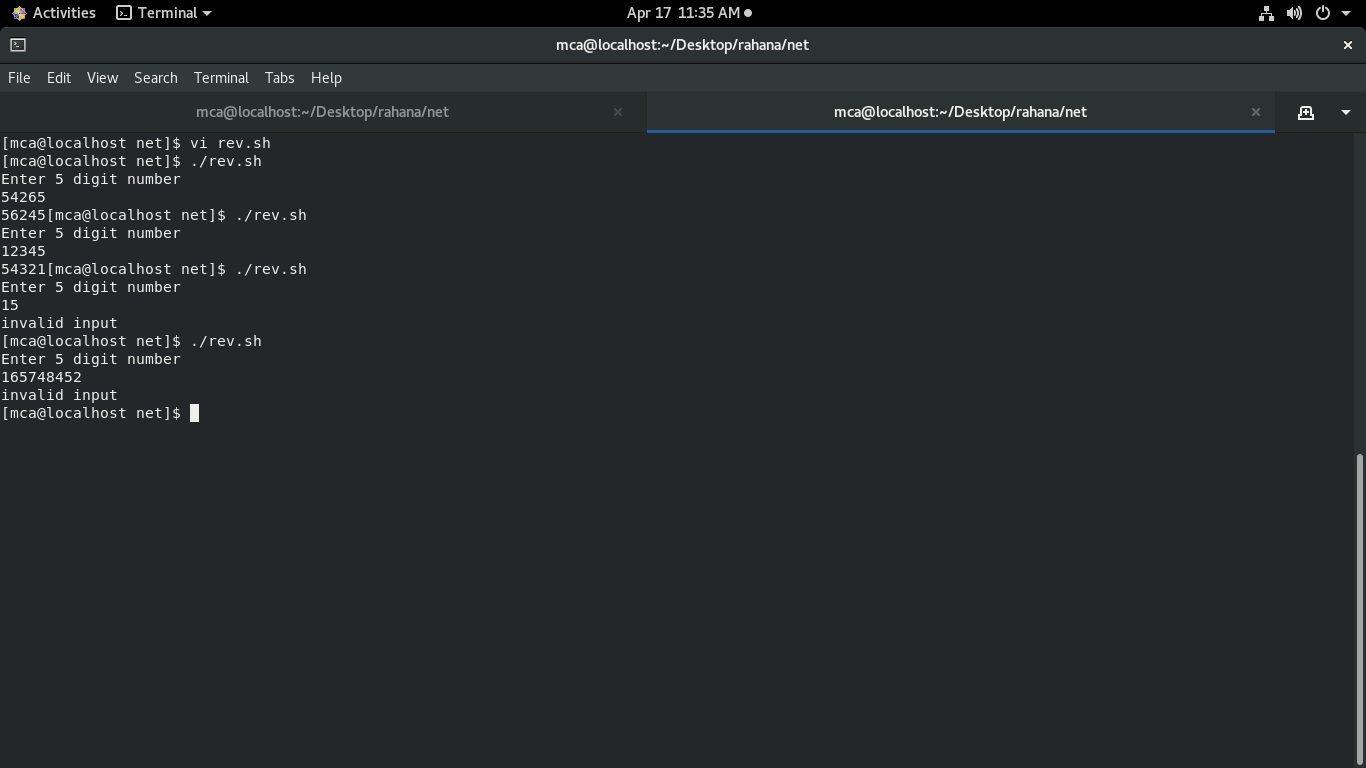 Activities Terminal Apr 17 11:35 AM
mca@localhost:~/Desktop/rahana/net
File Edit View Search Terminal Tabs Help
mca@localhost:~/Desktop/rahana/net mca@localhost:~/Desktop/rahana/net
[mca@localhost net]$ vi rev.sh
[mca@localhost net]$ ./rev.sh
Enter 5 digit number
54265
56245[mca@localhost net]$ ./rev.sh
Enter 5 digit number
12345
54321[mca@localhost net]$ ./rev.sh
Enter 5 digit number
15
invalid input
[mca@localhost net]$ ./rev.sh
Enter 5 digit number
165748452
invalid input
[mca@localhost net]$